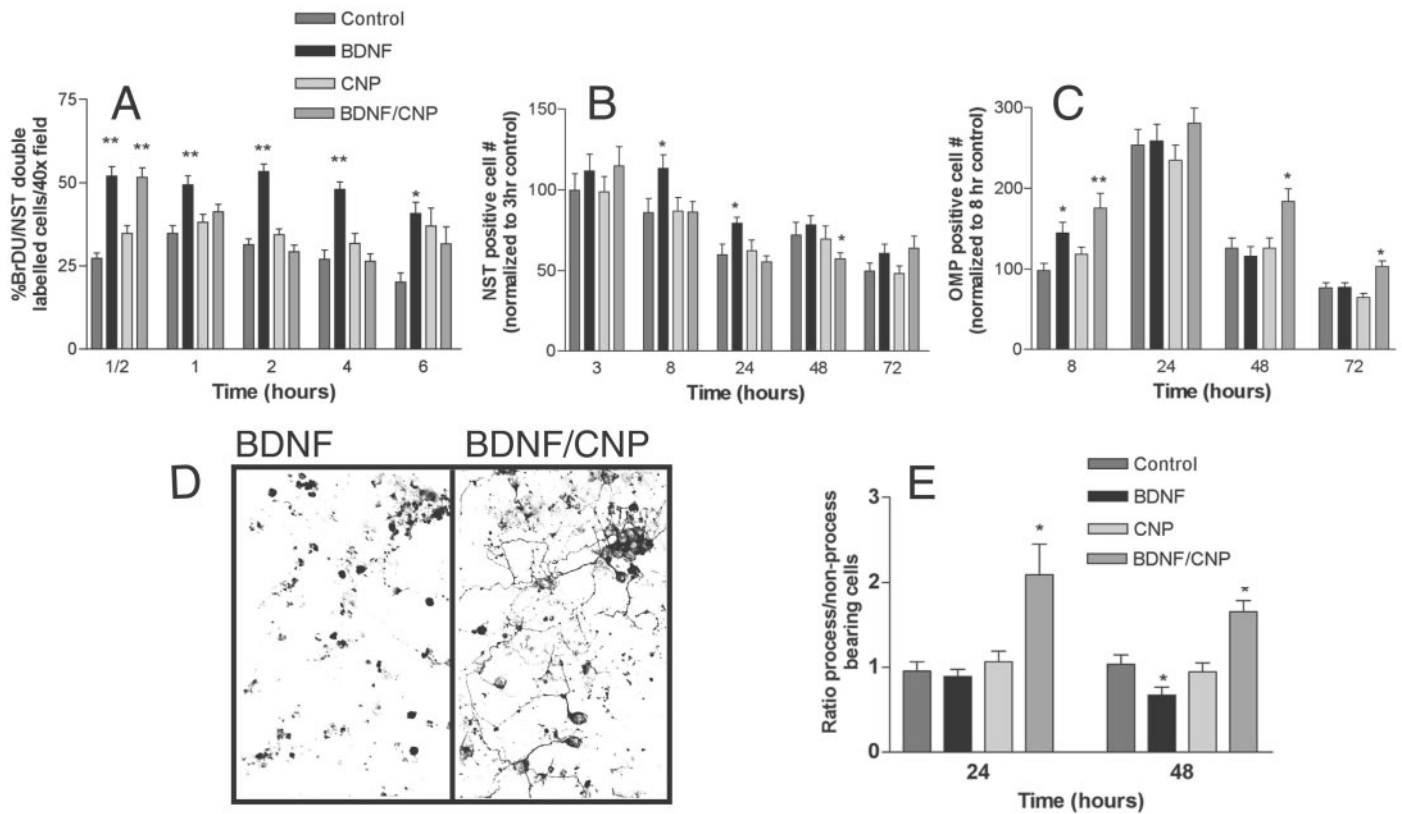 Control
BDNF
CNP
BDNF/CNP
A
%BrDU/NST double
labelled cells/40x field
75
50
25
0
** ** ** ** ** *
1/2 1 2 4 6
Time (hours)
B
NST positive cell #
(normalized to 3hr control)
150
100
50
0
* * *
3 8 24 48 72
Time (hours)
C
OMP positive cell #
(normalized to 8 hr control)
300
200
100
0
* ** * *
8 24 48 72
Time (hours)
D
BDNF BDNF/CNP
E
Control
BDNF
CNP
BDNF/CNP
Ratio process/non-process
bearing cells
3
2
1
0
* * *
24 48
Time (hours)